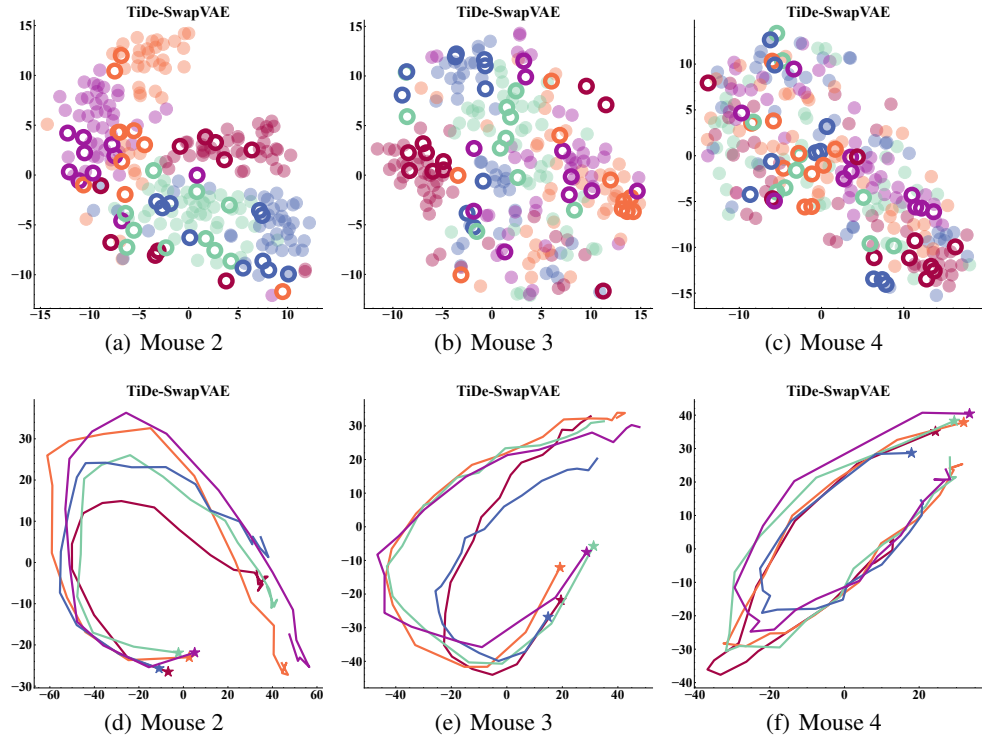 TiDe-SwapVAE TiDe-SwapVAE TiDe-SwapVAE
15 15
10 10 10
5 5 5
0 0 0
−5 −5 −5
−10 −10 −10
−15
−15 −10 −5 0 5 10 −10 −5 0 5 10 15 −10 0 10
(a) Mouse 2 (b) Mouse 3 (c) Mouse 4
TiDe-SwapVAE TiDe-SwapVAE TiDe-SwapVAE
30 30 40
20 20 30
10 10 20
0 0 10
−10 −10 0
−20 −20 −10
−30 −30 −20
−40 −30
−40
−60 −40 −20 0 20 40 60 −40 −20 0 20 40 −40 −20 0 20
(d) Mouse 2 (e) Mouse 3 (f) Mouse 4